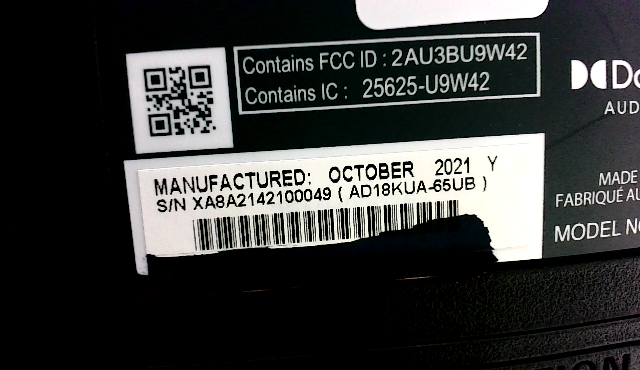 Contains FCC ID : 2AU3BU9W42
Contains IC : 25625-U9W42
AUD
MANUFACTURED: OCTOBER 2021 Y
S/N XA8A2142100049 ( AD18KUA-65UB )
MADE
FABRIQUÉ AU
MODEL NO